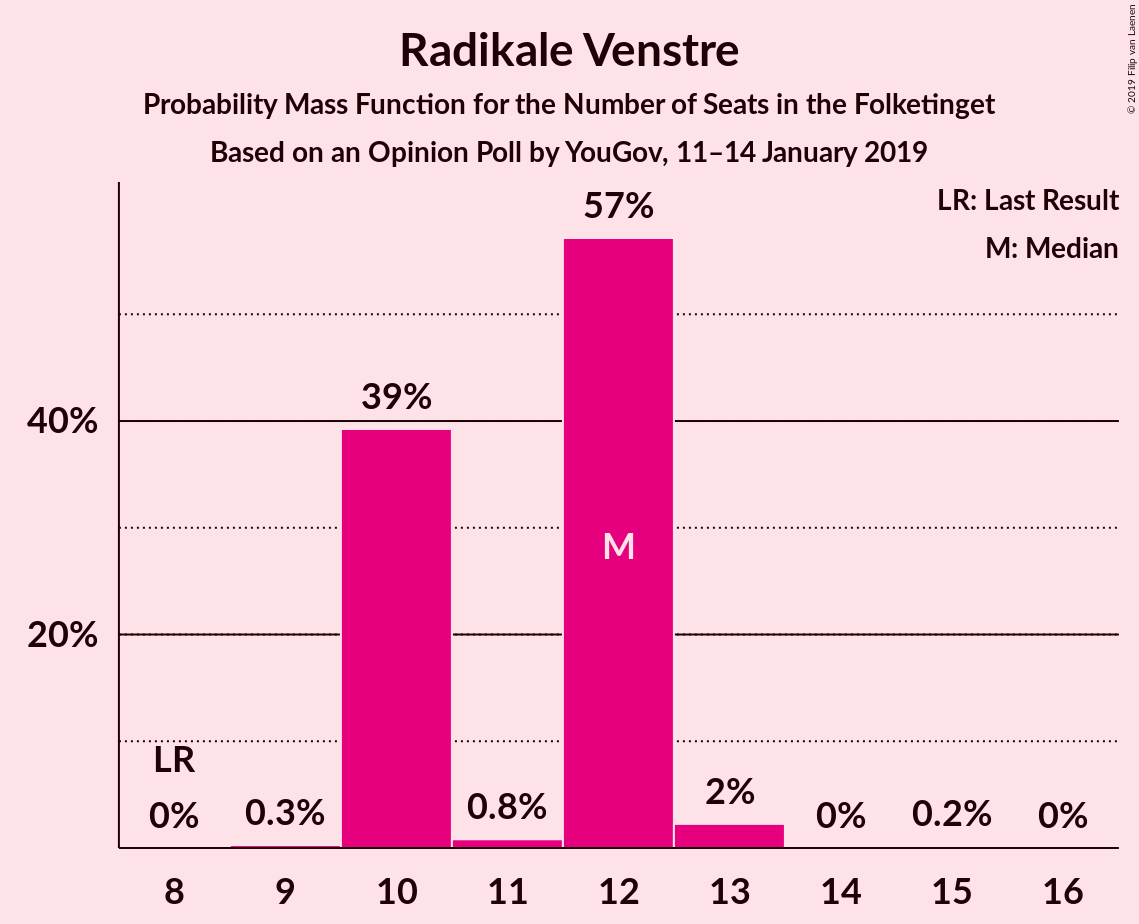 Radikale Venstre
Probability Mass Function for the Number of Seats in the Folketinget
Based on an Opinion Poll by YouGov, 11–14 January 2019
© 2019 Filip van Laenen
LR: Last Result
M: Median
57%
39%
40%
M
20%
LR
0%
0.3%
0.8%
2%
0%
0.2%
0%
8
9
10
11
12
13
14
15
16